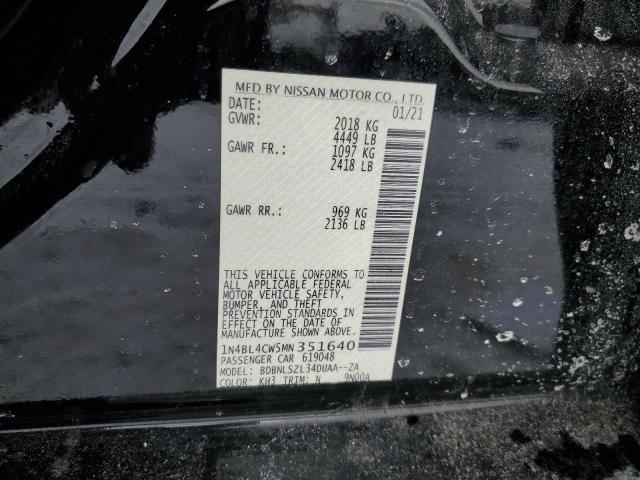 MFD BY NISSAN MOTOR CO., LTD.
DATE: 01/21
GVWR: 2018 KG
4449 LB
GAWR FR.: 1097 KG
2418 LB
GAWR RR.: 969 KG
2136 LB
THIS VEHICLE CONFORMS TO
ALL APPLICABLE FEDERAL
MOTOR VEHICLE SAFETY,
BUMPER, AND THEFT
PREVENTION STANDARDS IN
EFFECT ON THE DATE OF
MANUFACTURE SHOWN ABOVE.
1N4BL4CW5MN351640
PASSENGER CAR 619048
MODEL: BDBNLSZL34DUAA--ZA
COLOR: KH3 TRIM: N 9N00A